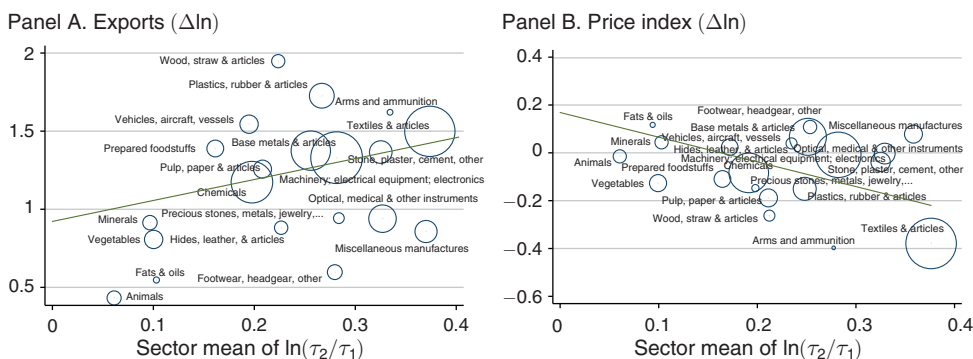 Panel A. Exports (Δln)
2
1.5
1
0.5
0
0.1
0.2
0.3
0.4
Sector mean of ln(τ2/τ1)
Wood, straw & articles
Plastics, rubber & articles
Arms and ammunition
Vehicles, aircraft, vessels
Textiles & articles
Base metals & articles
Prepared foodstuffs
Stone, plaster, cement, other
Pulp, paper & articles
Machinery; electrical equipment; electronics
Chemicals
Optical, medical & other instruments
Precious stones, metals, jewelry,...
Minerals
Vegetables
Hides, leather, & articles
Miscellaneous manufactures
Fats & oils
Footwear, headgear, other
Animals
Panel B. Price index (Δln)
0.4
0.2
0
−0.2
−0.4
−0.6
0
0.1
0.2
0.3
0.4
Sector mean of ln(τ2/τ1)
Footwear, headgear, other
Fats & oils
Base metals & articles
Miscellaneous manufactures
Vehicles, aircraft, vessels
Minerals
Hides, leather, & articles
Optical, medical & other instruments
Machinery; electrical equipment; electronics
Animals
Prepared foodstuffs
Chemicals
Stone, plaster, cement, other
Vegetables
Precious stones, metals, jewelry,...
Plastics, rubber & articles
Pulp, paper & articles
Wood, straw & articles
Textiles & articles
Arms and ammunition